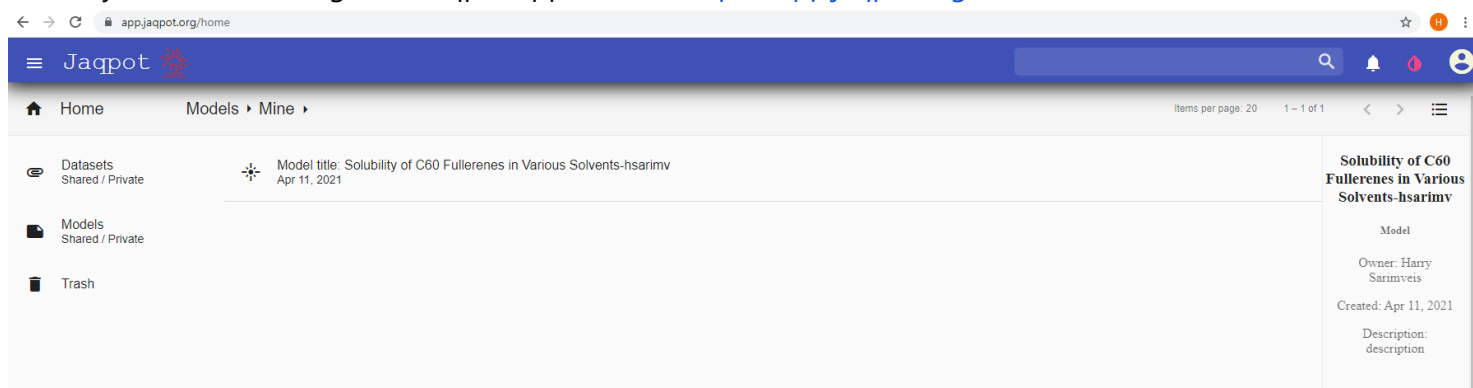 app.jaqpot.org/home
H
Jaqpot
Home
Models ▸ Mine ▸
Items per page: 20
1 – 1 of 1
Datasets
Shared / Private
Model title: Solubility of C60 Fullerenes in Various Solvents-hsarimv
Apr 11, 2021
Models
Shared / Private
Trash
Solubility of C60
Fullerenes in Various
Solvents-hsarimv
Model
Owner: Harry
Sarimveis
Created: Apr 11, 2021
Description:
description